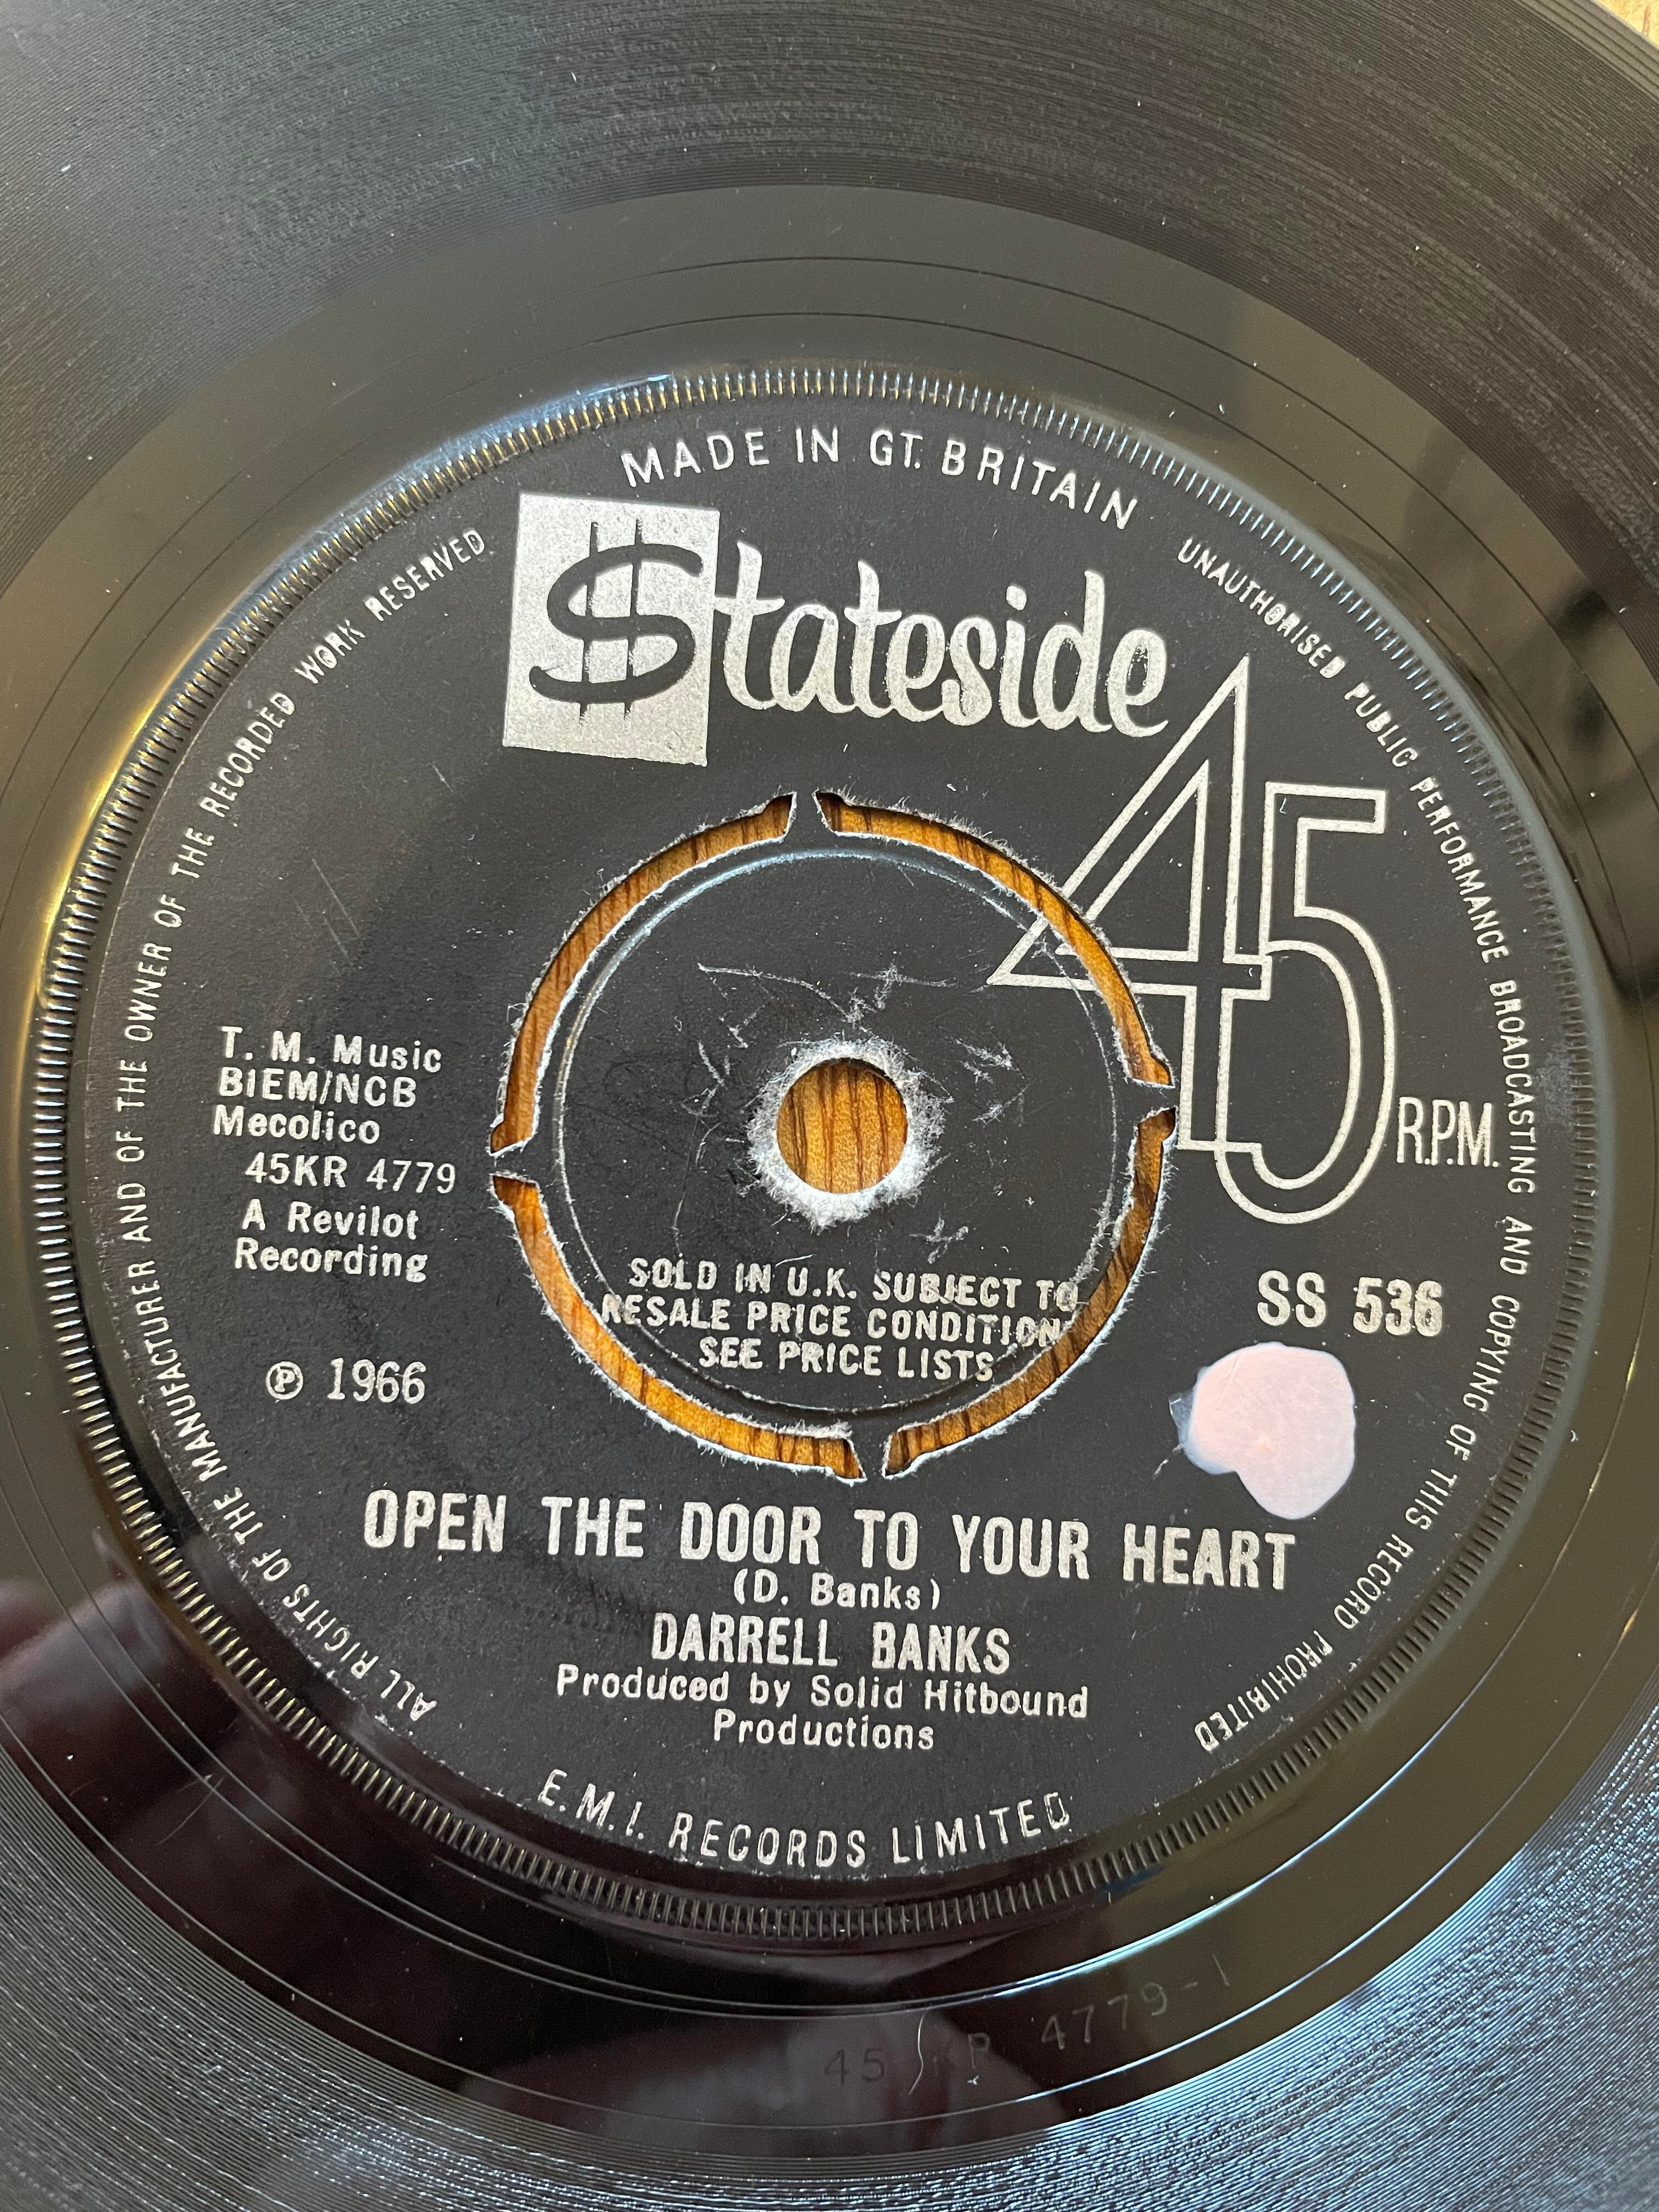 MADE IN GT. BRITAIN
Stateside
45 R.P.M.
UNAUTHORISED PUBLIC PERFORMANCE BROADCASTING AND COPYING OF THIS RECORD PROHIBITED
ALL RIGHTS OF THE MANUFACTURER AND OF THE OWNER OF THE RECORDED WORK RESERVED
T. M. Music
BIEM/NCB
Mecolico
45KR 4779
A Revilot
Recording
℗ 1966
SOLD IN U.K. SUBJECT TO
RESALE PRICE CONDITIONS
SEE PRICE LISTS
SS 536
OPEN THE DOOR TO YOUR HEART
(D. Banks)
DARRELL BANKS
Produced by Solid Hitbound
Productions
E.M.I. RECORDS LIMITED
45 KR 4779-1